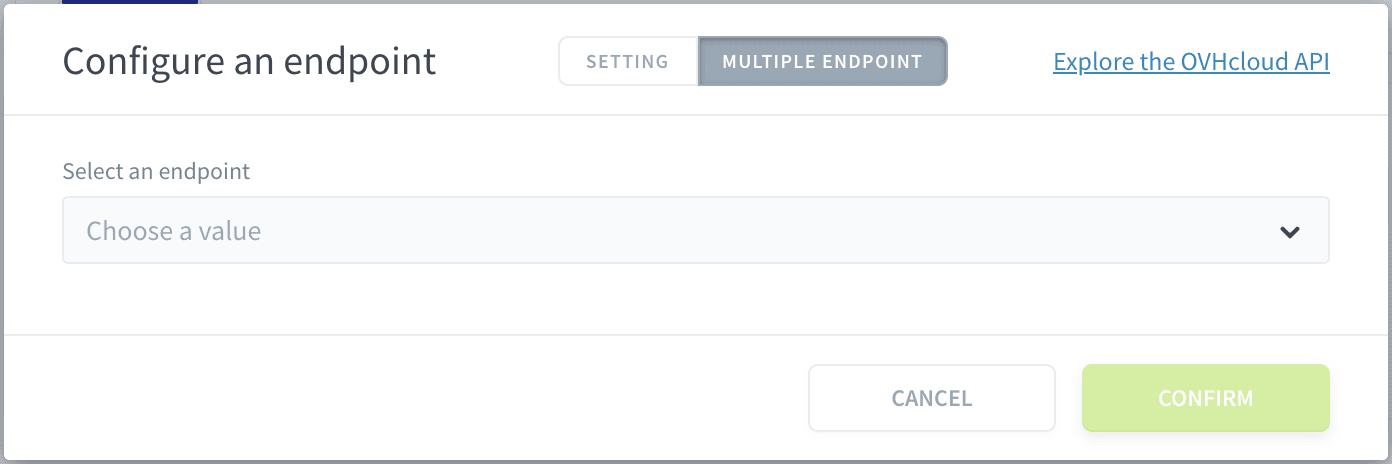 Configure an endpoint
SETTING
MULTIPLE ENDPOINT
Explore the OVHcloud API
Select an endpoint
Choose a value
CANCEL
CONFIRM